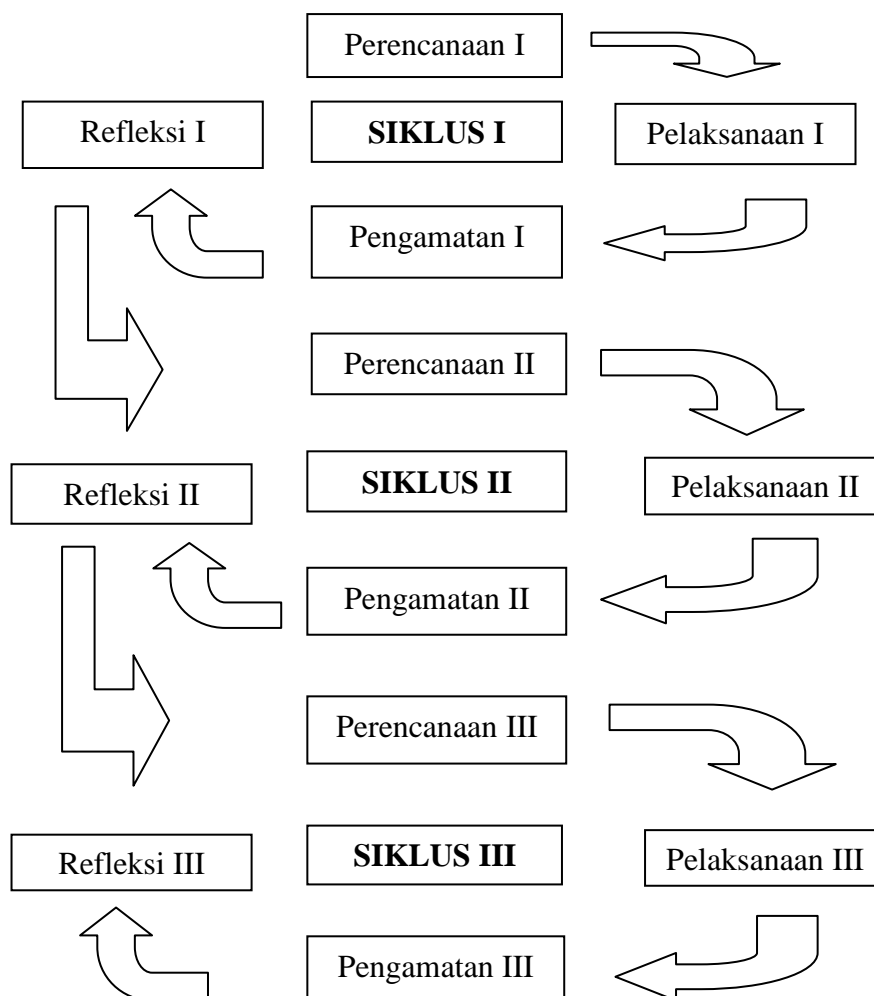 Perencanaan I
Refleksi I
SIKLUS I
Pelaksanaan I
Pengamatan I
Perencanaan II
Refleksi II
SIKLUS II
Pelaksanaan II
Pengamatan II
Perencanaan III
Refleksi III
SIKLUS III
Pelaksanaan III
Pengamatan III